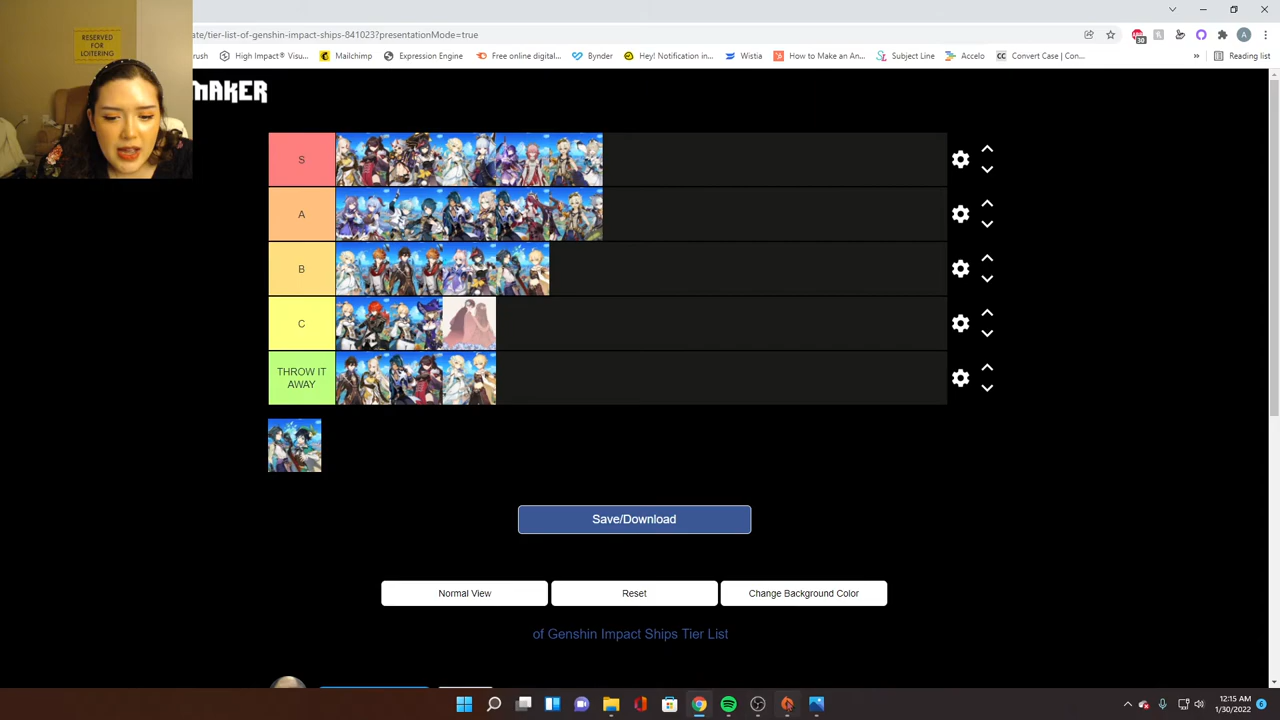 RESERVED
FOR
LOITERING
ate/tier-list-of-genshin-impact-ships-841023?presentationMode=true
30
A
rush
High Impact® Visu...
Mailchimp
Expression Engine
Free online digital...
Bynder
Hey! Notification in...
Wistia
How to Make an An...
Subject Line
Accelo
CC Convert Case | Con...
»
Reading list
MAKER
S
A
B
C
THROW IT
AWAY
Save/Download
Normal View
Reset
Change Background Color
of Genshin Impact Ships Tier List
12:15 AM
1/30/2022
6